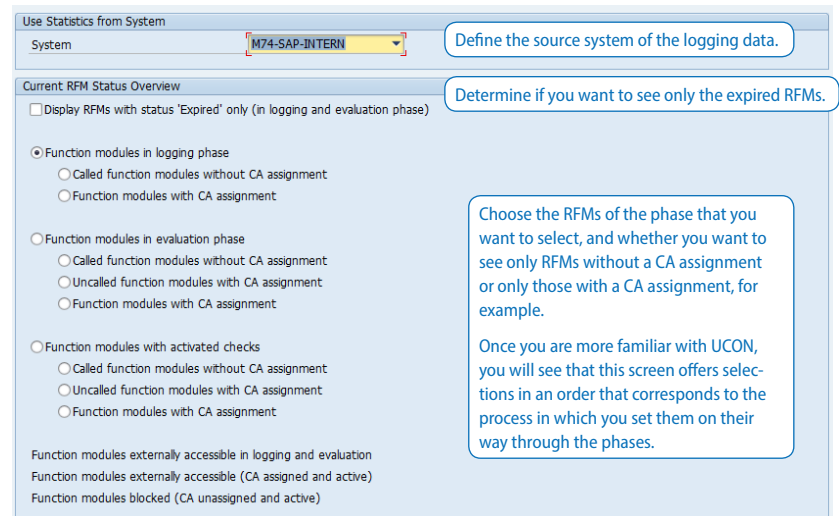 Use Statistics from System
System M74-SAP-INTERN
Define the source system of the logging data.
Current RFM Status Overview
Determine if you want to see only the expired RFMs.
Display RFMs with status 'Expired' only (in logging and evaluation phase)
Function modules in logging phase
Called function modules without CA assignment
Function modules with CA assignment
Function modules in evaluation phase
Called function modules without CA assignment
Uncalled function modules with CA assignment
Function modules with CA assignment
Function modules with activated checks
Called function modules without CA assignment
Uncalled function modules with CA assignment
Function modules with CA assignment
Function modules externally accessible in logging and evaluation
Function modules externally accessible (CA assigned and active)
Function modules blocked (CA unassigned and active)
Choose the RFMs of the phase that you
want to select, and whether you want to
see only RFMs without a CA assignment
or only those with a CA assignment, for
example.
Once you are more familiar with UCON,
you will see that this screen offers selec-
tions in an order that corresponds to the
process in which you set them on their
way through the phases.